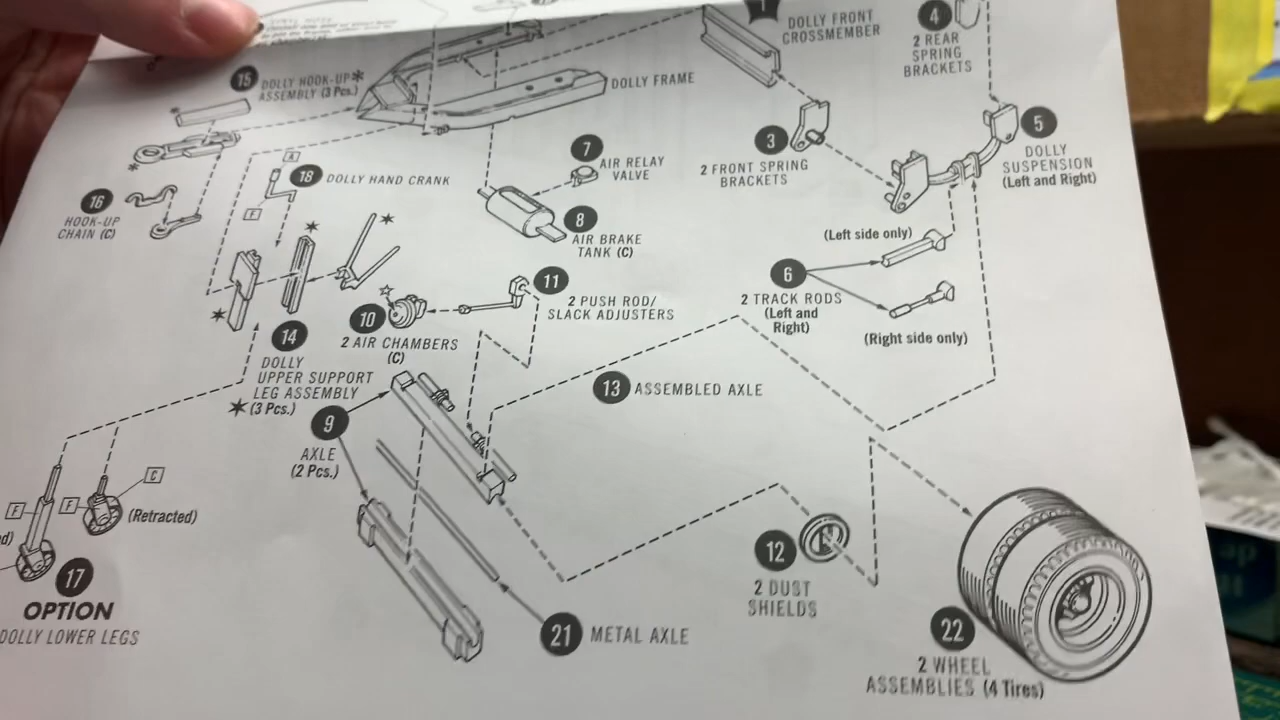 1
DOLLY FRONT
CROSSMEMBER
4
2 REAR
SPRING
BRACKETS
15
DOLLY HOOK-UP*
ASSEMBLY (3 Pcs.)
DOLLY FRAME
3
2 FRONT SPRING
BRACKETS
5
DOLLY
SUSPENSION
(Left and Right)
7
AIR RELAY
VALVE
A
18
DOLLY HAND CRANK
F
16
HOOK-UP
CHAIN (C)
8
AIR BRAKE
TANK (C)
(Left side only)
6
2 TRACK RODS
(Left and
Right)
(Right side only)
11
2 PUSH ROD/
SLACK ADJUSTERS
10
2 AIR CHAMBERS
(C)
14
DOLLY
UPPER SUPPORT
LEG ASSEMBLY
★(3 Pcs.)
13
ASSEMBLED AXLE
9
AXLE
(2 Pcs.)
C
F
F
(Retracted)
17
OPTION
DOLLY LOWER LEGS
12
2 DUST
SHIELDS
21
METAL AXLE
22
2 WHEEL
ASSEMBLIES (4 Tires)